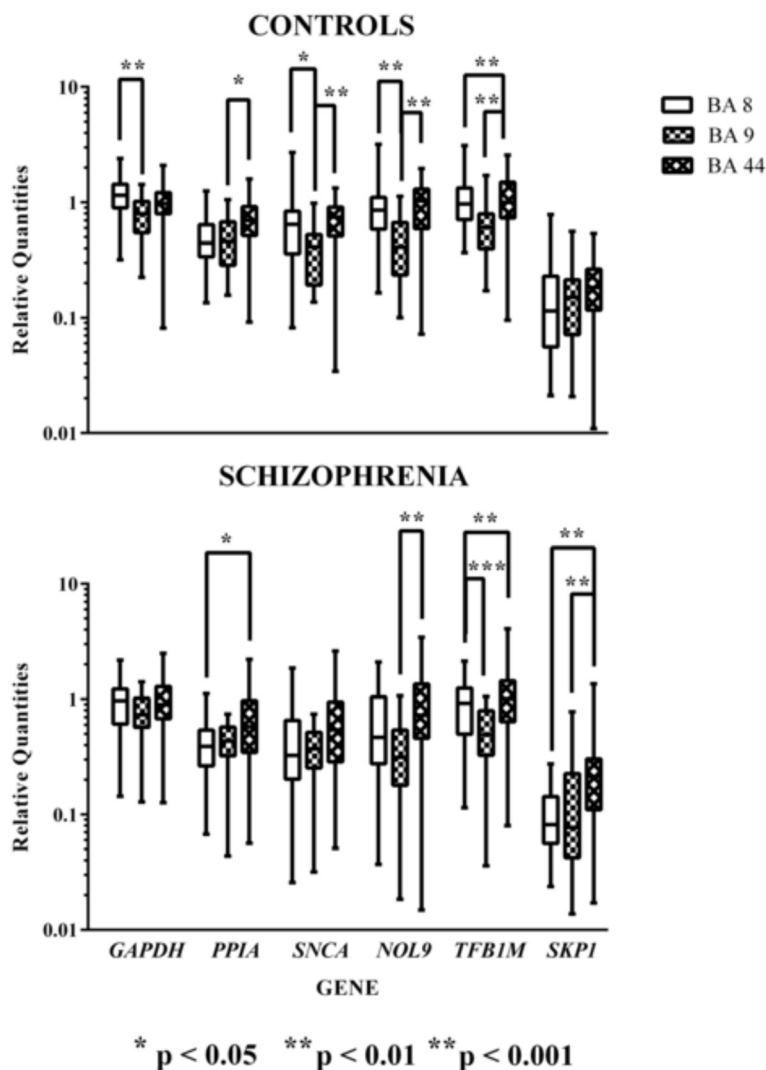 CONTROLS
* ** **
** * ** ** **
10
1
0.1
0.01
Relative Quantities
BA 8
BA 9
BA 44
SCHIZOPHRENIA
** ** **
* *** **
10
1
0.1
0.01
Relative Quantities
GAPDH PPIA SNCA NOL9 TFB1M SKP1
GENE
* p < 0.05 ** p < 0.01 ** p < 0.001